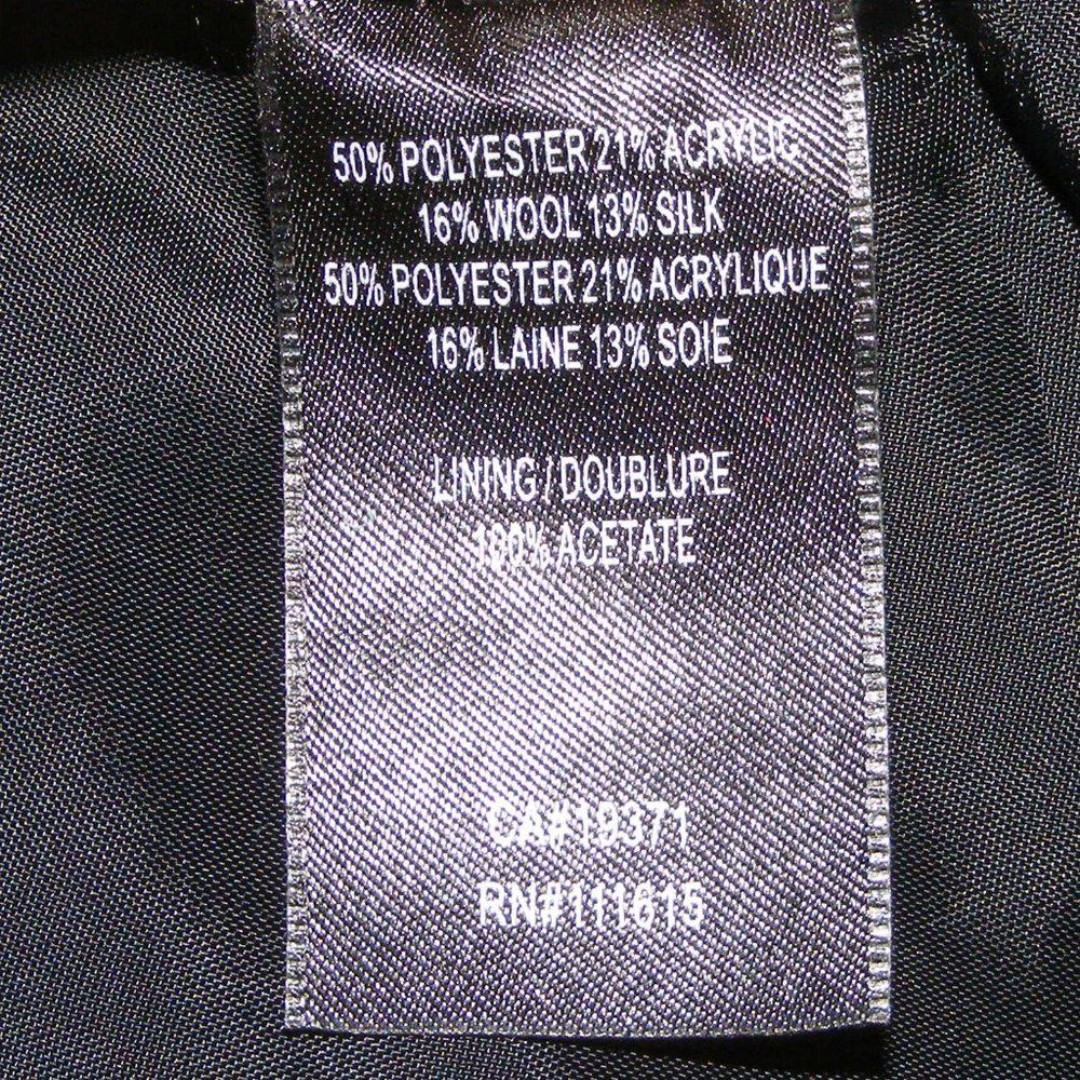 50% POLYESTER 21% ACRYLIC
16% WOOL 13% SILK
50% POLYESTER 21% ACRYLIQUE
16% LAINE 13% SOIE
LINING / DOUBLURE
100% ACETATE
CA#19371
RN#111615